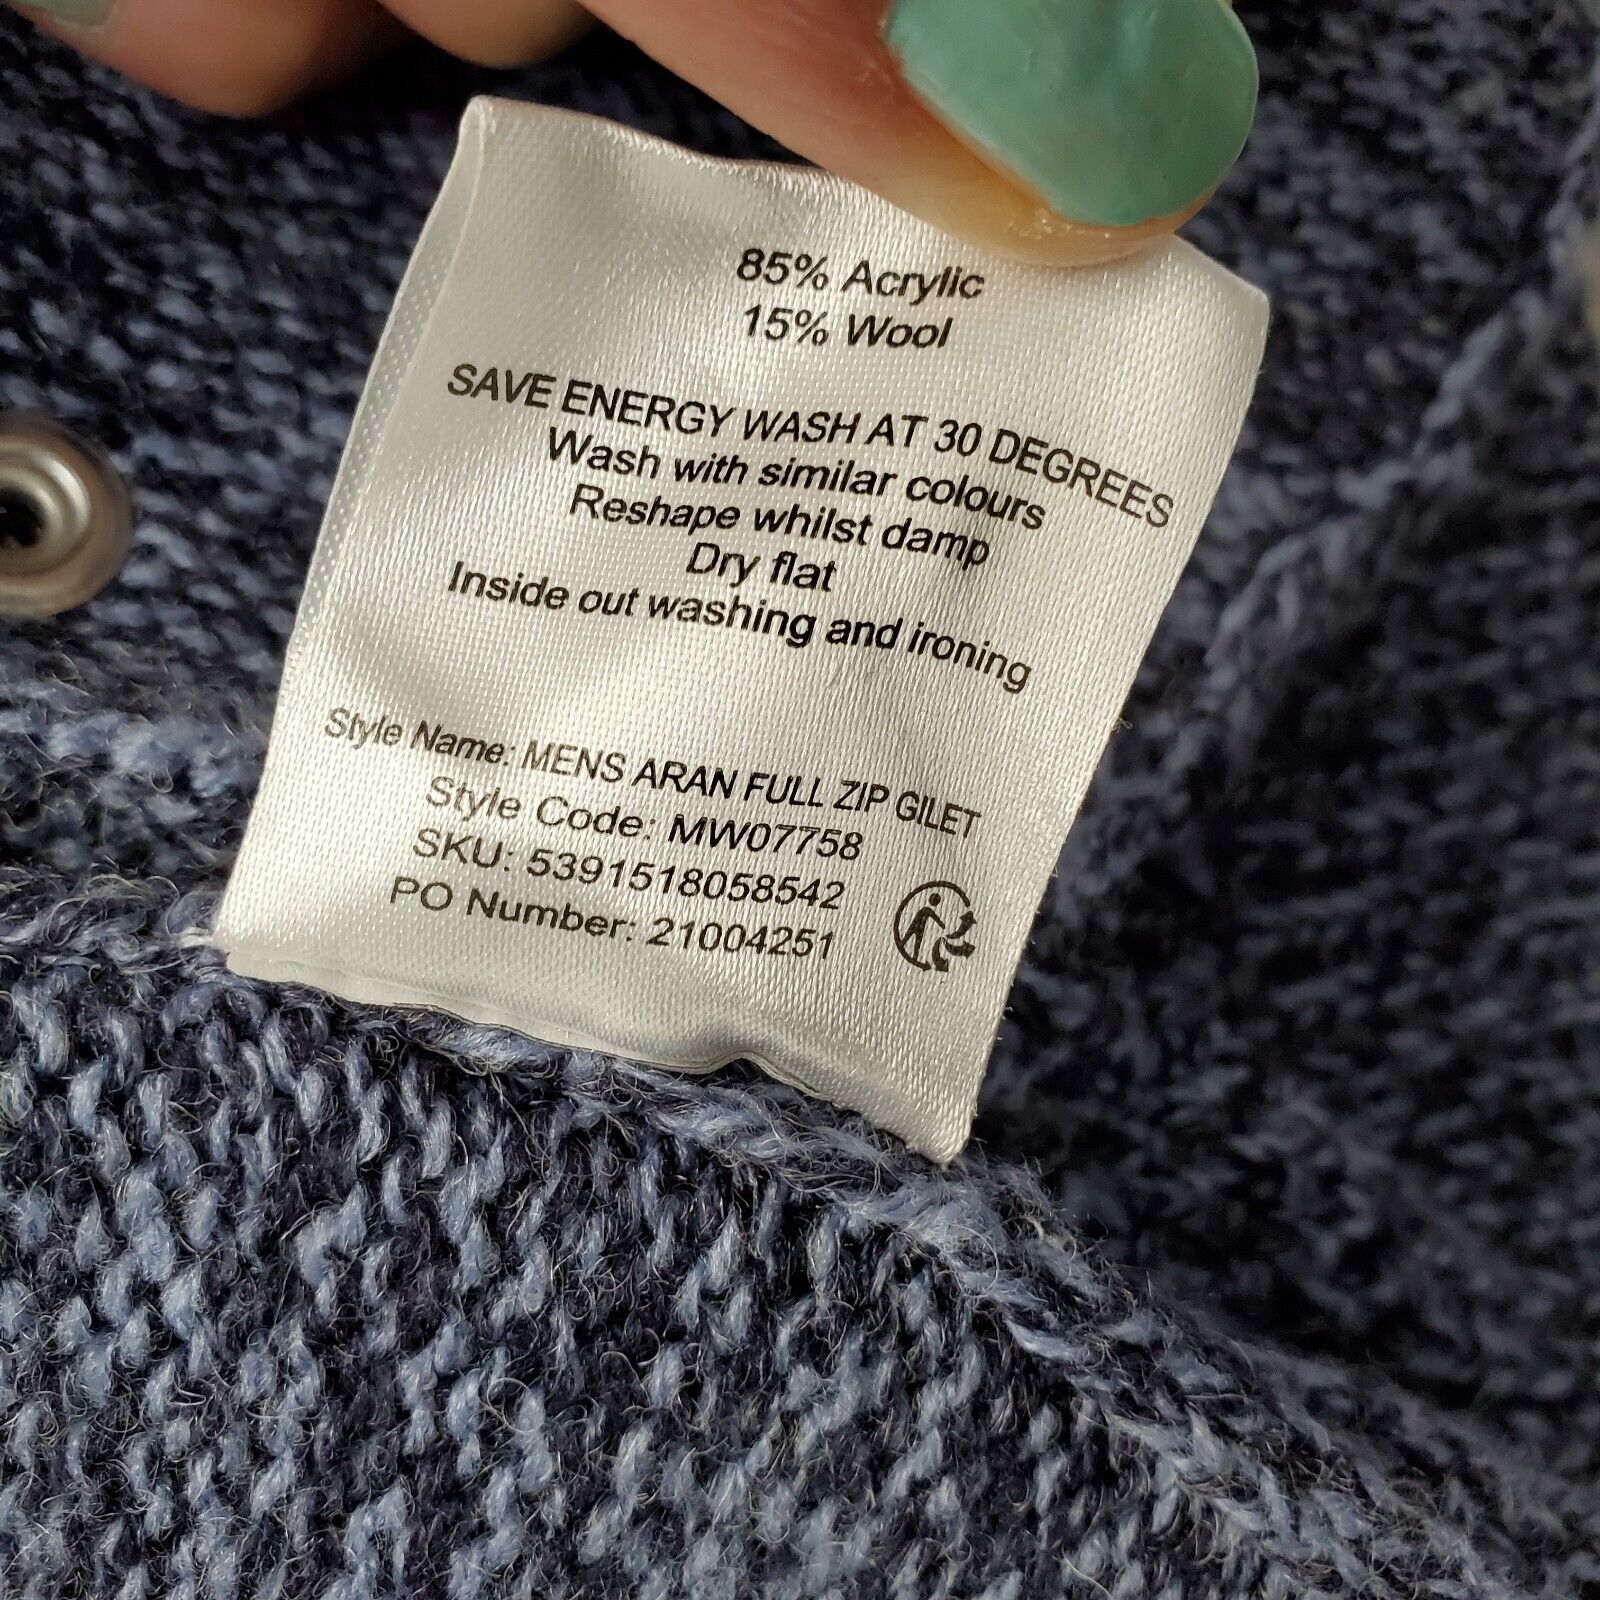 85% Acrylic
15% Wool
SAVE ENERGY WASH AT 30 DEGREES
Wash with similar colours
Reshape whilst damp
Dry flat
Inside out washing and ironing
Style Name: MENS ARAN FULL ZIP GILET
Style Code: MW07758
SKU: 5391518058542
PO Number: 21004251